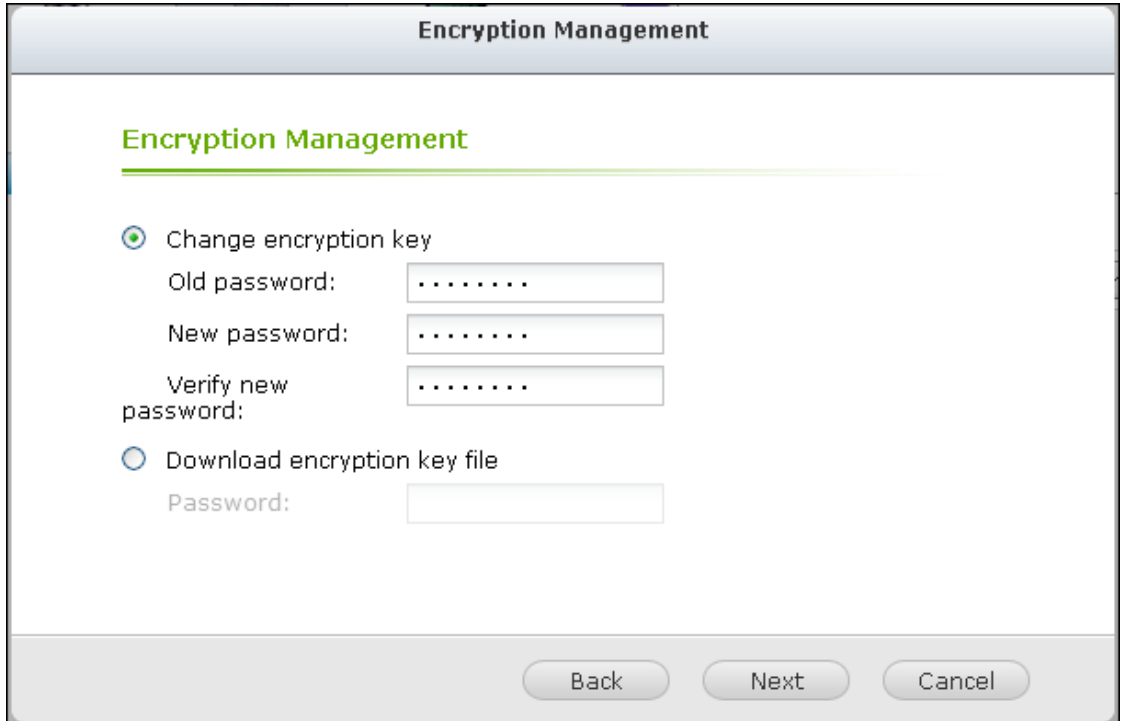 Encryption Management
Encryption Management
Change encryption key
Old password: ........
New password: ........
Verify new ........
password:
Download encryption key file
Password:
Back Next Cancel